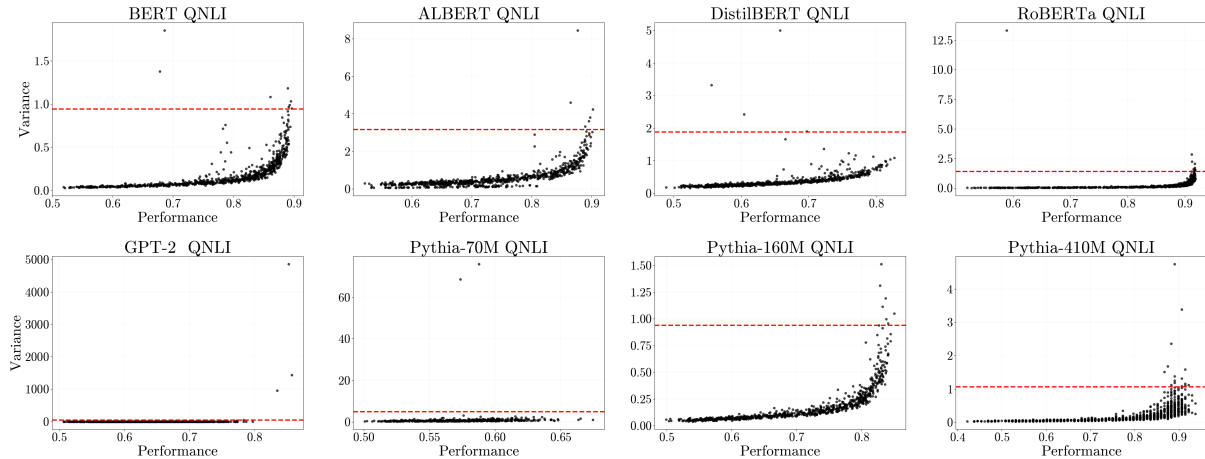 BERT QNLI
Variance
1.5
1.0
0.5
0.0
0.5 0.6 0.7 0.8 0.9
Performance
ALBERT QNLI
8
6
4
2
0
0.6 0.7 0.8 0.9
Performance
DistilBERT QNLI
5
4
3
2
1
0
0.5 0.6 0.7 0.8
Performance
RoBERTa QNLI
12.5
10.0
7.5
5.0
2.5
0.0
0.6 0.7 0.8 0.9
Performance
GPT-2 QNLI
Variance
5000
4000
3000
2000
1000
0
0.5 0.6 0.7 0.8
Performance
Pythia-70M QNLI
60
40
20
0
0.50 0.55 0.60 0.65
Performance
Pythia-160M QNLI
1.50
1.25
1.00
0.75
0.50
0.25
0.00
0.5 0.6 0.7 0.8
Performance
Pythia-410M QNLI
4
3
2
1
0
0.4 0.5 0.6 0.7 0.8 0.9
Performance